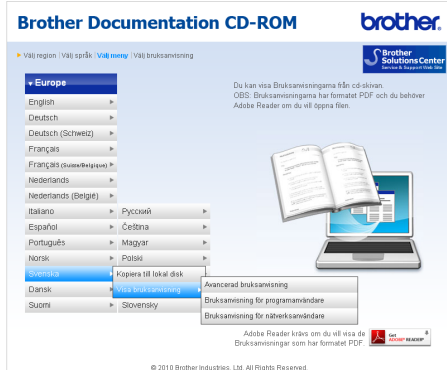 Brother Documentation CD-ROM
brother
Välj region | Välj språk | Välj meny | Välj bruksanvisning
Brother
Solutions Center
Service & Support Web Site
Europe
Du kan visa Bruksanvisningarna från cd-skivan.
OBS: Bruksanvisningarna har formatet PDF och du behöver
Adobe Reader om du vill öppna filen.
English
Deutsch
Deutsch (Schweiz)
Français
Français (Suisse/Belgique)
Nederlands
Nederlands (België)
Italiano
Русский
Español
Čeština
Português
Magyar
Norsk
Polski
Svenska
Kopiera till lokal disk
Dansk
Visa bruksanvisning
Avancerad bruksanvisning
Suomi
Slovensky
Bruksanvisning för programanvändare
Bruksanvisning för nätverksanvändare
Adobe Reader krävs om du vill visa de
Bruksanvisningar som har formatet PDF.
Get
ADOBE® READER®
© 2010 Brother Industries, Ltd. All Rights Reserved.